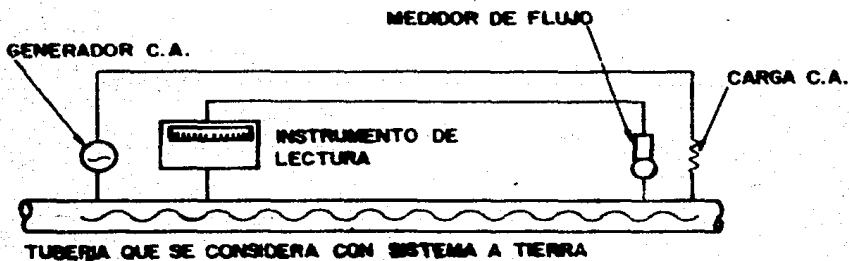 MEDIDOR DE FLUJO
GENERADOR C.A.
CARGA C.A.
INSTRUMENTO DE
LECTURA
TUBERIA QUE SE CONSIDERA CON SISTEMA A TIERRA